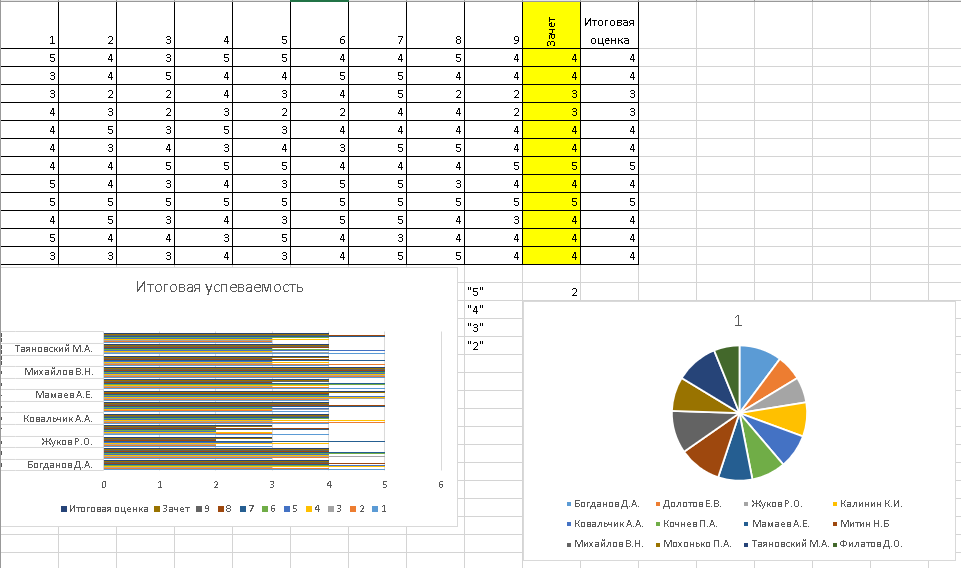 1 2 3 4 5 6 7 8 9 Зачет Итоговая оценка
5 4 3 5 5 4 4 5 4 4 4
3 4 5 4 4 5 5 4 4 4 4
3 2 2 4 3 4 5 2 2 3 3
4 3 2 3 2 2 4 4 2 3 3
4 5 3 5 3 4 4 4 4 4 4
4 3 4 3 4 3 5 5 4 4 4
4 4 5 5 5 4 4 4 5 5 5
5 4 3 4 3 5 5 3 4 4 4
5 5 5 5 5 5 5 5 5 5 5
4 5 3 4 3 5 5 4 3 4 4
5 4 4 3 5 4 3 4 4 4 4
3 3 3 4 3 4 5 5 4 4 4
Итоговая успеваемость
Таяновский М.А.
Михайлов В.Н.
Мамаев А.Е.
Ковальчик А.А.
Жуков Р.О.
Богданов Д.А.
0 1 2 3 4 5 6
Итоговая оценка Зачет 9 8 7 6 5 4 3 2 1
"5" 2
"4"
"3"
"2"
1
Богданов Д.А. Долотов Е.В. Жуков Р.О. Калинин К.И.
Ковальчик А.А. Кочнев П.А. Мамаев А.Е. Митин Н.Б
Михайлов В.Н. Мохонько П.А. Таяновский М.А. Филатов Д.О.